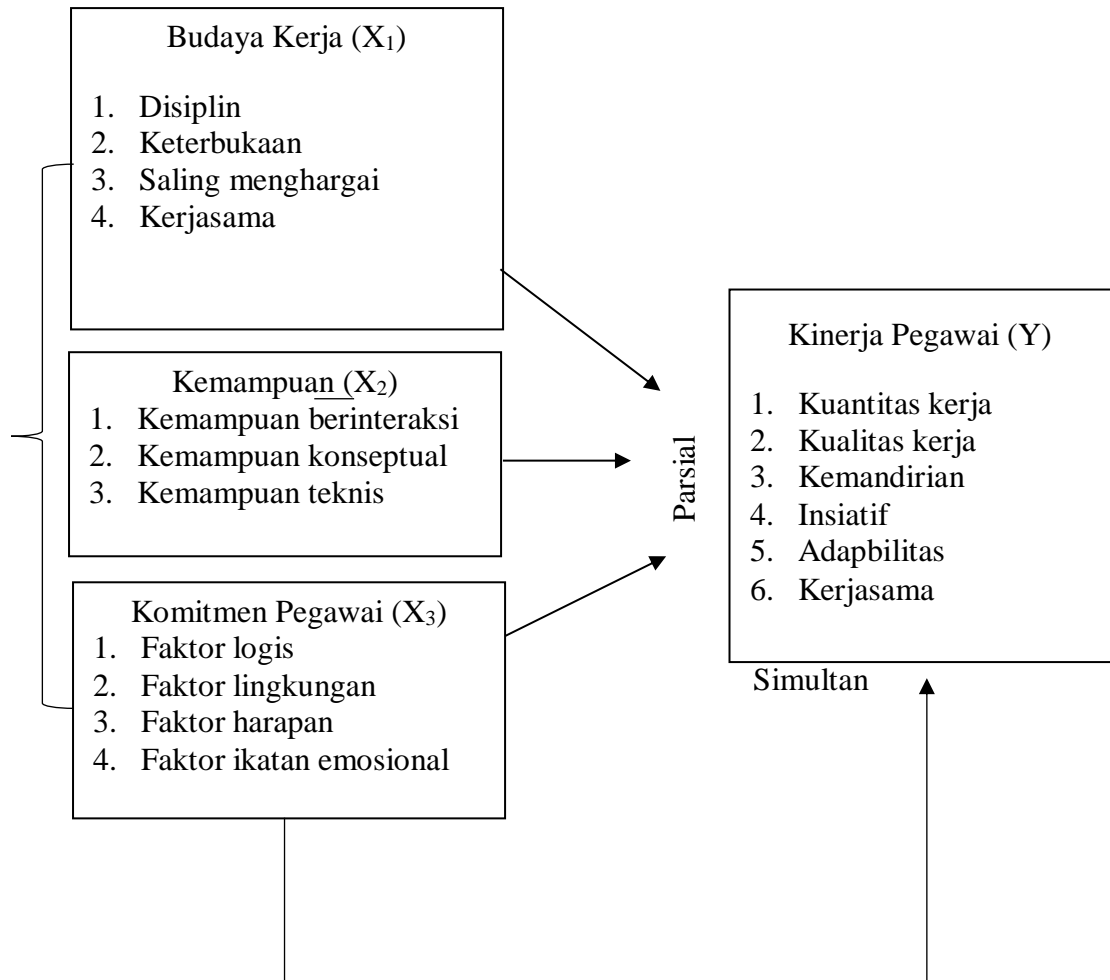 Budaya Kerja (X₁)
1. Disiplin
2. Keterbukaan
3. Saling menghargai
4. Kerjasama
Kemampuan (X₂)
1. Kemampuan berinteraksi
2. Kemampuan konseptual
3. Kemampuan teknis
Komitmen Pegawai (X₃)
1. Faktor logis
2. Faktor lingkungan
3. Faktor harapan
4. Faktor ikatan emosional
Parsial
Kinerja Pegawai (Y)
1. Kuantitas kerja
2. Kualitas kerja
3. Kemandirian
4. Insiatif
5. Adapbilitas
6. Kerjasama
Simultan